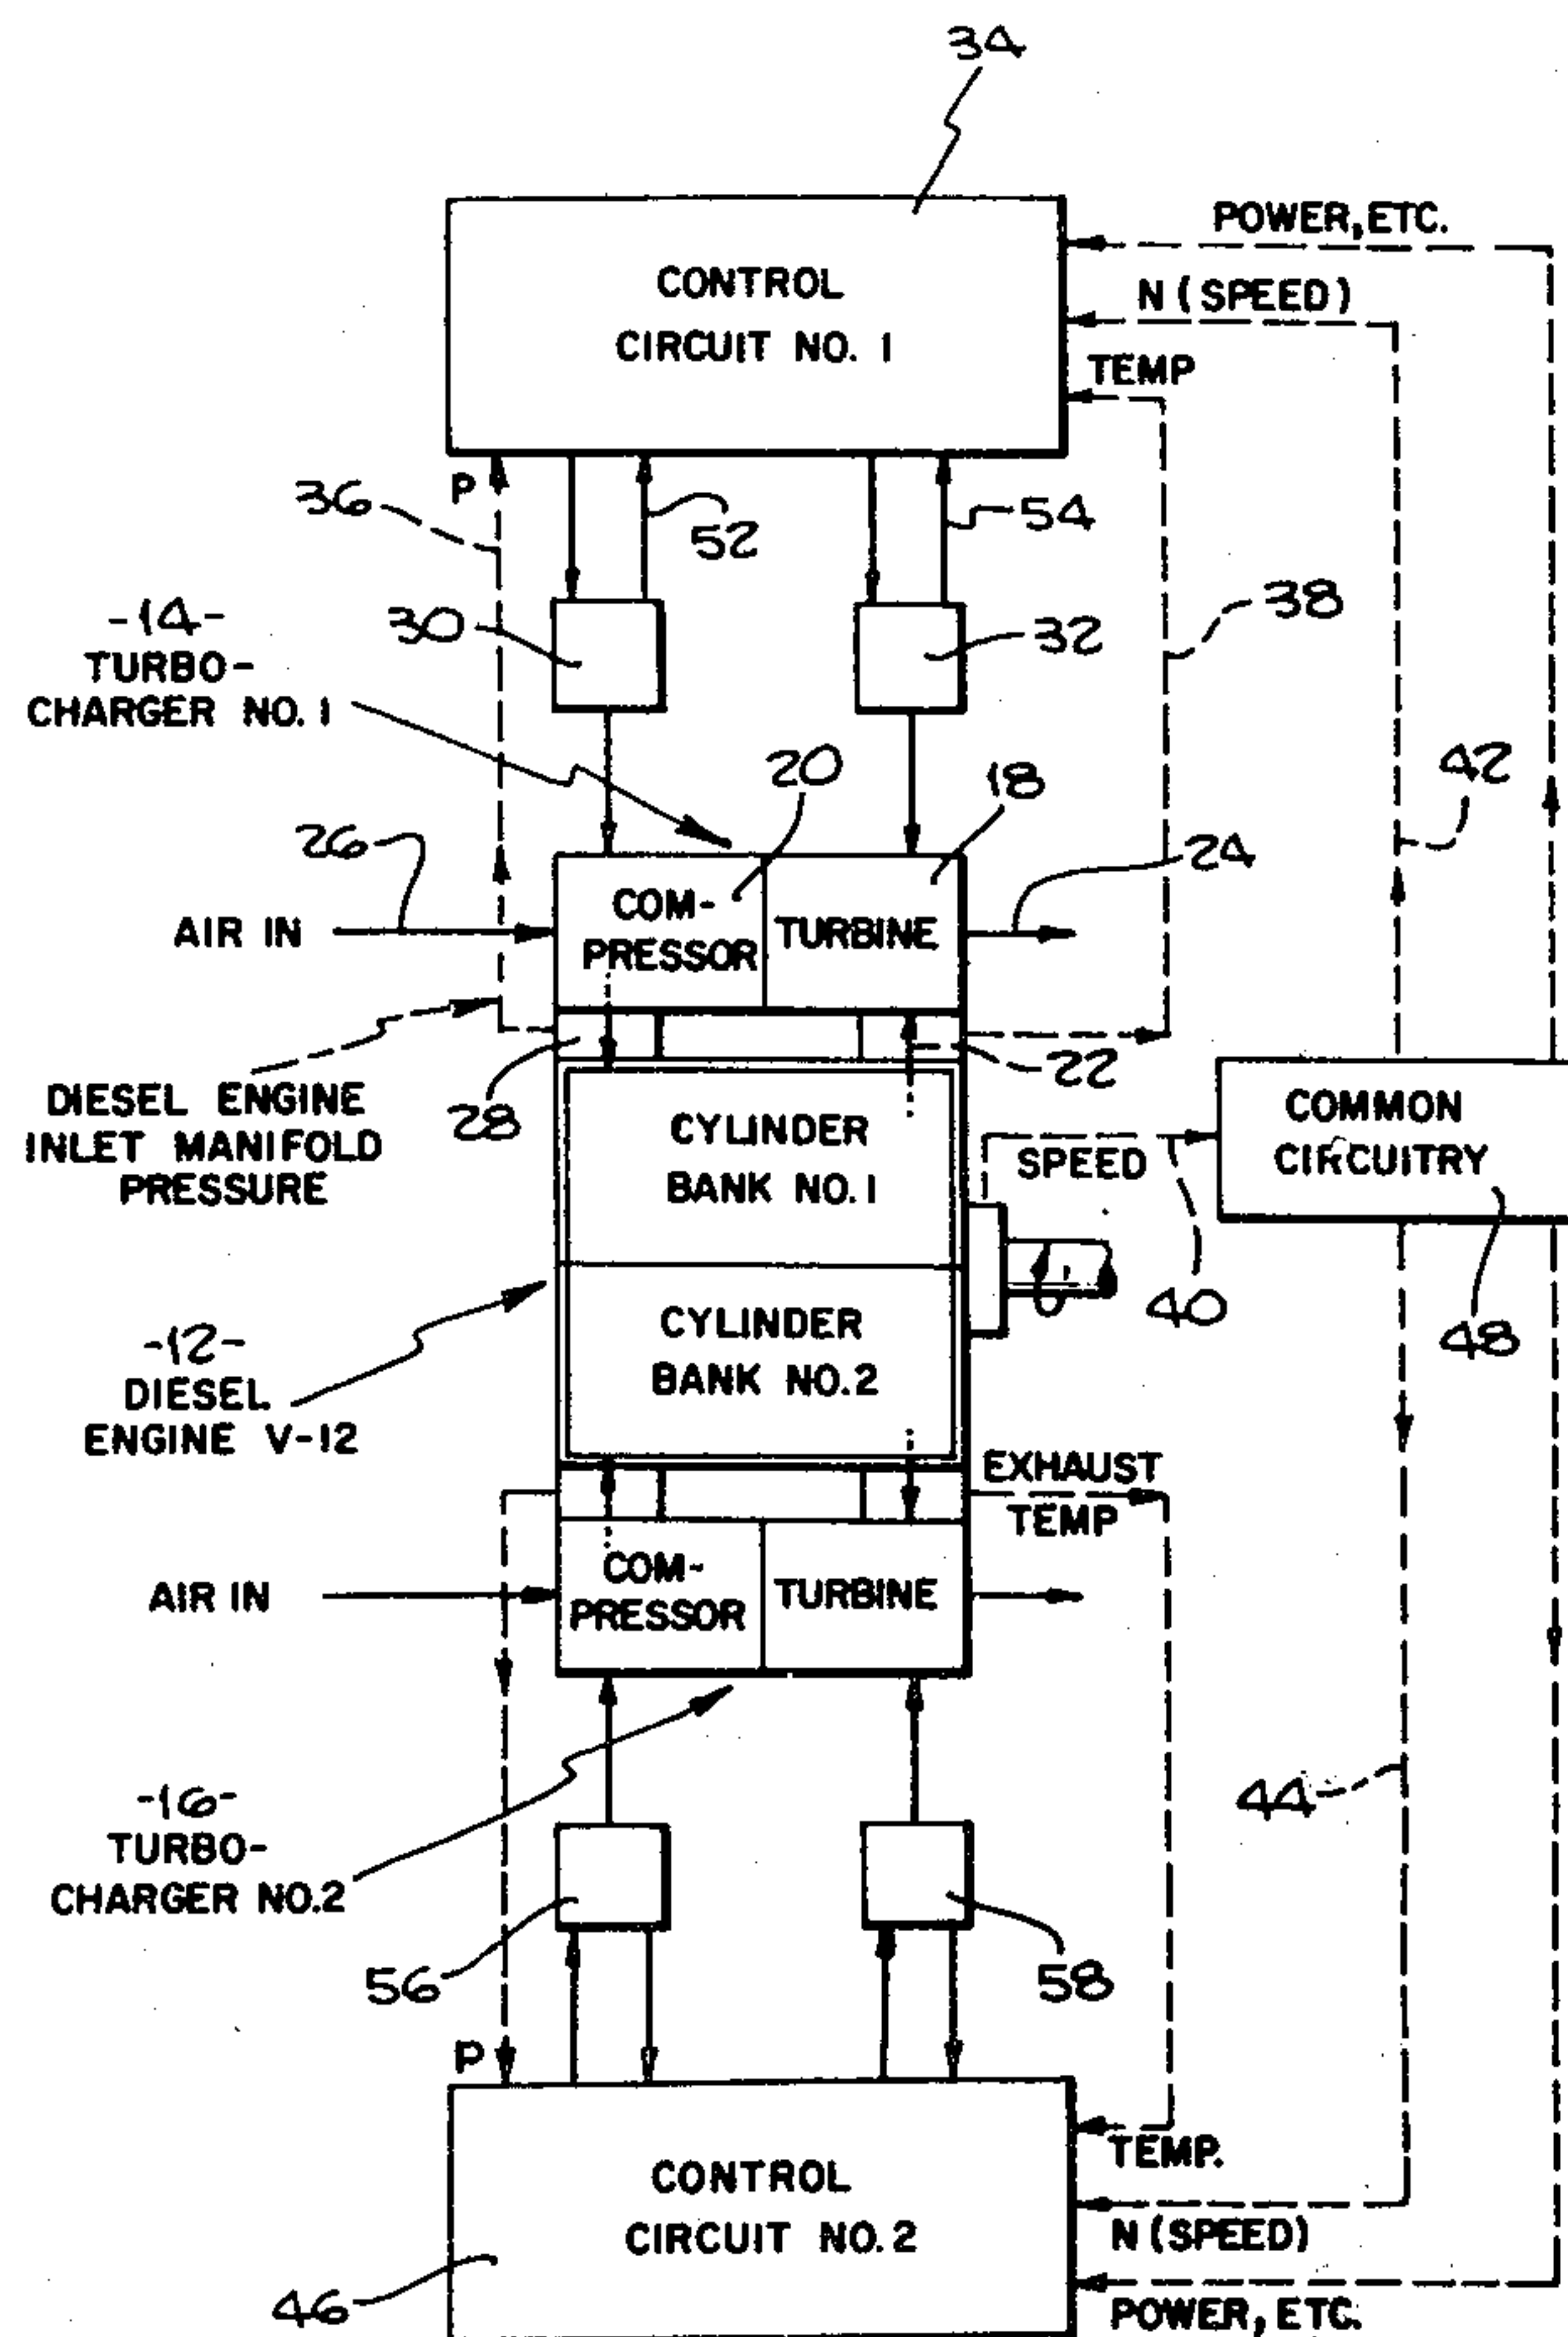 34
POWER, ETC.
CONTROL
CIRCUIT NO. 1
N (SPEED)
TEMP
P
36
52
54
-14-
TURBO-
CHARGER NO. 1
30
32
38
20
18
42
26
24
AIR IN
COM-
PRESSOR
TURBINE
28
22
DIESEL ENGINE
INLET MANIFOLD
PRESSURE
CYLINDER
BANK NO. 1
SPEED
COMMON
CIRCUITRY
40
48
-12-
DIESEL
ENGINE V-12
CYLINDER
BANK NO. 2
EXHAUST
TEMP
AIR IN
COM-
PRESSOR
TURBINE
-16-
TURBO-
CHARGER NO. 2
44
56
58
P
TEMP.
CONTROL
CIRCUIT NO. 2
N (SPEED)
46
POWER, ETC.